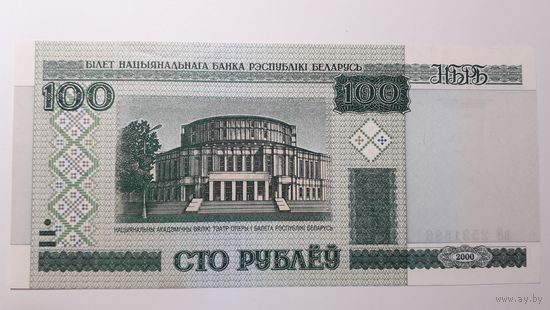 БІЛЕТ НАЦЫЯНАЛЬНАГА БАНКА РЭСПУБЛІКІ БЕЛАРУСЬ
НБРБ
100
100
НАЦЫЯНАЛЬНЫ АКАДЭМІЧНЫ ВЯЛІКІ ТЭАТР ОПЕРЫ І БАЛЕТА РЭСПУБЛІКІ БЕЛАРУСЬ
СТО РУБЛЁЎ
2000
www.ay.by